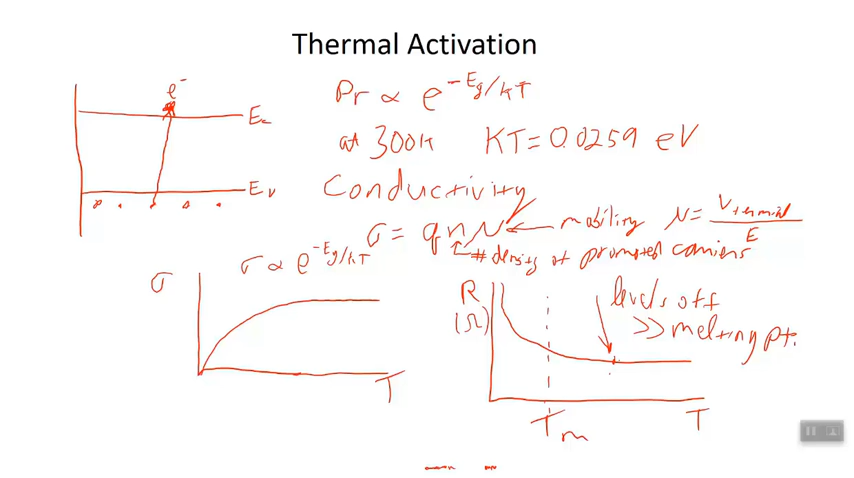 Thermal Activation
e⁻
Pr ∝ e^-Eg/kT
Ec
at 300K KT = 0.0259 eV
Ev
Conductivity
σ = qnμ ← mobility μ = Vterminal/E
# density of promoted carriers
σ ∝ e^-Eg/kT
σ
T
R
(Ω)
levels off
>> melting pt.
Tm
T